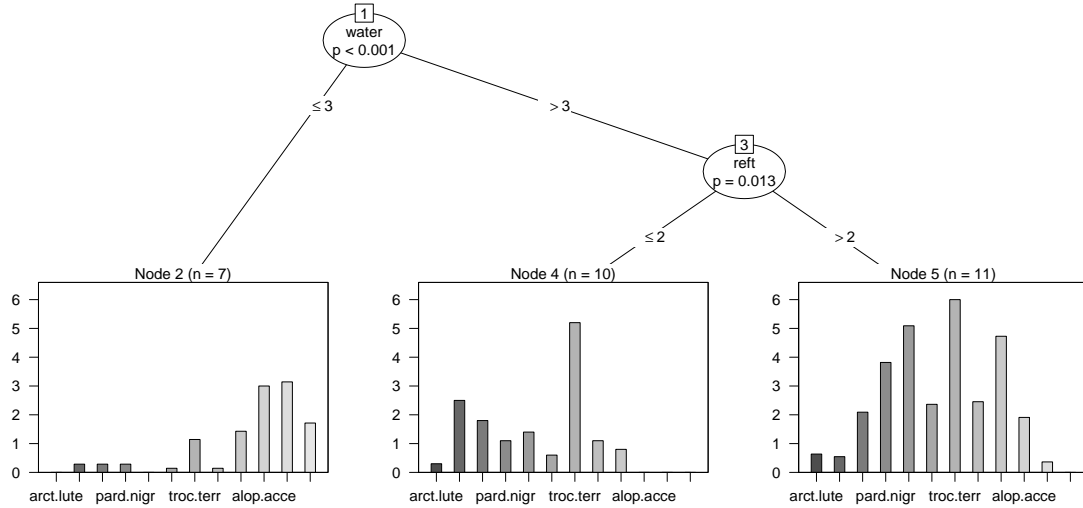 1
water
p < 0.001
≤ 3
> 3
3
reft
p = 0.013
≤ 2
> 2
Node 2 (n = 7)
0
1
2
3
4
5
6
arct.lute pard.nigr troc.terr alop.acce
Node 4 (n = 10)
0
1
2
3
4
5
6
arct.lute pard.nigr troc.terr alop.acce
Node 5 (n = 11)
0
1
2
3
4
5
6
arct.lute pard.nigr troc.terr alop.acce